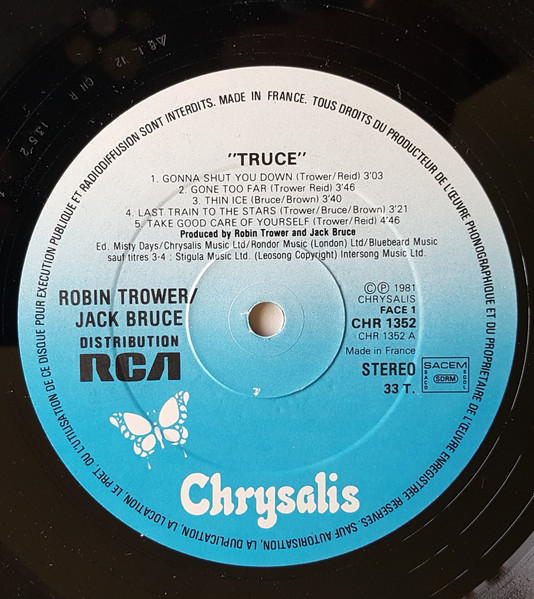 DE CE DISQUE POUR EXECUTION PUBLIQUE ET RADIODIFFUSION SONT INTERDITS. MADE IN FRANCE. TOUS DROITS DU PRODUCTEUR DE L'ŒUVRE PHONOGRAPHIQUE ET DU PROPRIETAIRE DE L'ŒUVRE ENREGISTREE RESERVES. SAUF AUTORISATION, LA DUPLICATION, LA LOCATION, LE PRET, OU L'UTILISATION
"TRUCE"
1. GONNA SHUT YOU DOWN (Trower/Reid) 3'03
2. GONE TOO FAR (Trower Reid) 3'46
3. THIN ICE (Bruce/Brown) 3'40
4. LAST TRAIN TO THE STARS (Trower/Bruce/Brown) 3'21
5. TAKE GOOD CARE OF YOURSELF (Trower/Reid) 4'46
Produced by Robin Trower and Jack Bruce
Ed. Misty Days/Chrysalis Music Ltd/Rondor Music (London) Ltd/Bluebeard Music
sauf titres 3-4 : Stigula Music Ltd. (Leosong Copyright) Intersong Music Ltd.
ROBIN TROWER/
JACK BRUCE
DISTRIBUTION
RCA
© ℗ 1981
CHRYSALIS
FACE 1
CHR 1352
CHR 1352 A
Made in France
STEREO
33 T.
SACEM
SACD
SDRM
SGDL
Chrysalis